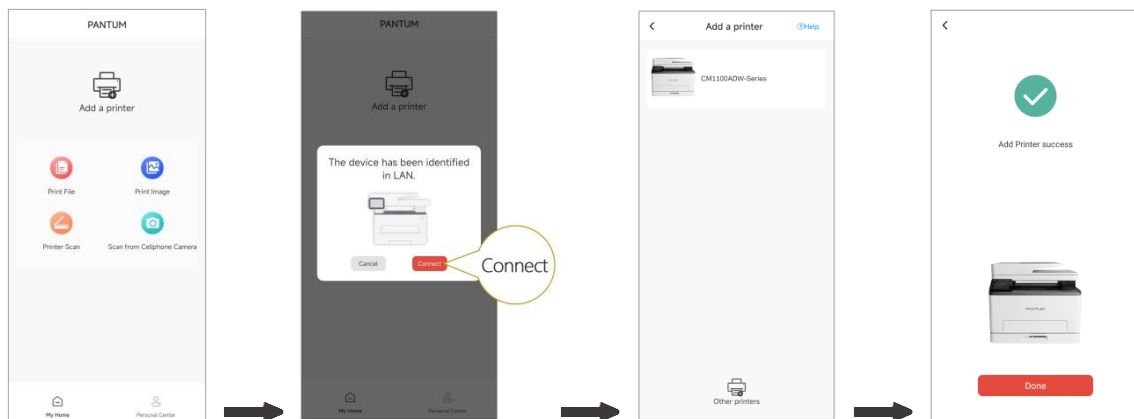 PANTUM
Add a printer
Print File
Print Image
Printer Scan
Scan from Cellphone Camera
My Home
Personal Center
PANTUM
Add a printer
The device has been identified
in LAN.
Cancel
Connect
Connect
My Home
Personal Center
Add a printer
?Help
CM1100ADW-Series
Other printers
Add Printer success
PANTUM
Done